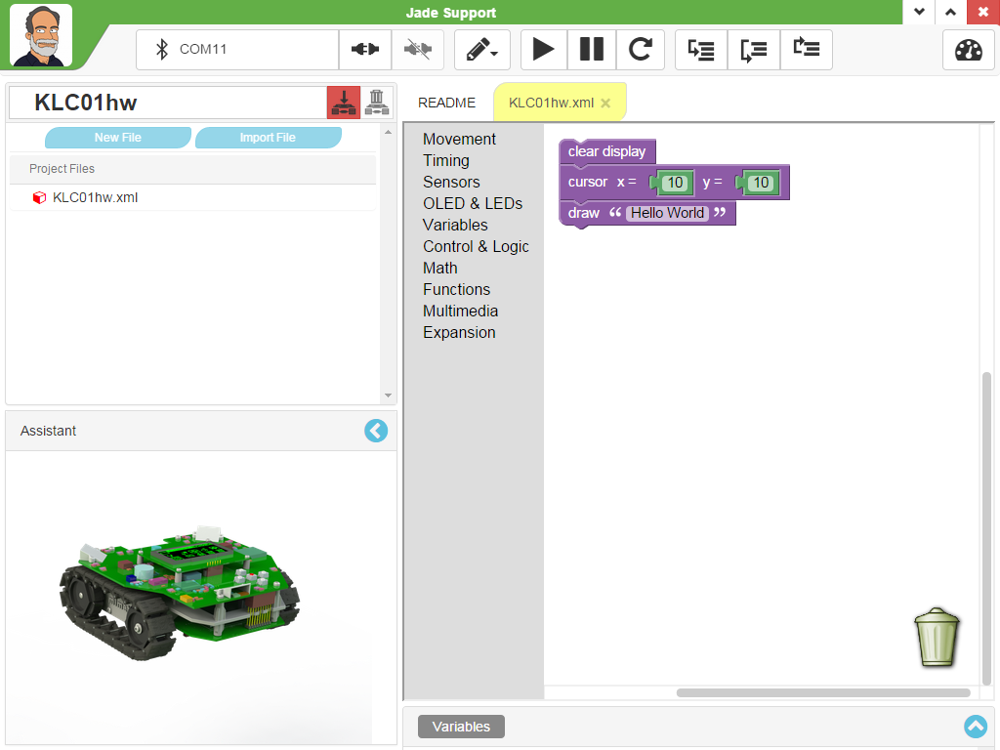 Jade Support
COM11
KLC01hw
New File
Import File
Project Files
KLC01hw.xml
Assistant
README
KLC01hw.xml ×
Movement
Timing
Sensors
OLED & LEDs
Variables
Control & Logic
Math
Functions
Multimedia
Expansion
clear display
cursor x = 10 y = 10
draw “ Hello World ”
Variables